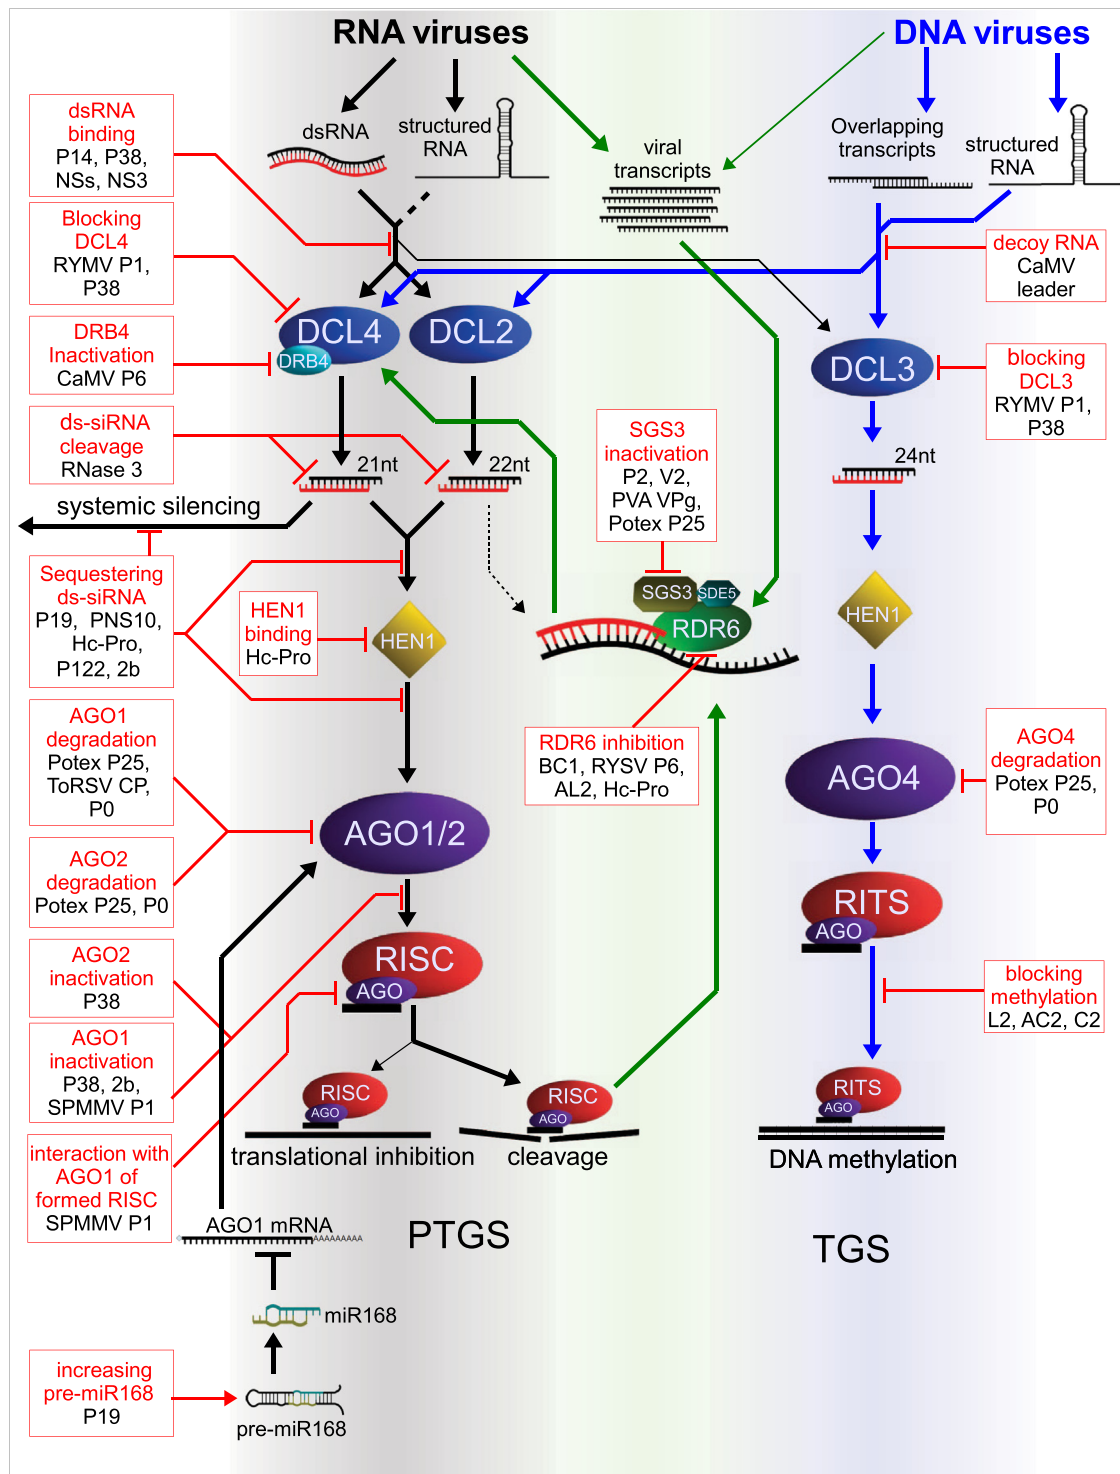 RNA viruses
DNA viruses
dsRNA
binding
P14, P38,
NSs, NS3
dsRNA
structured
RNA
viral
transcripts
Overlapping
transcripts
structured
RNA
Blocking
DCL4
RYMV P1,
P38
decoy RNA
CaMV
leader
DRB4
Inactivation
CaMV P6
DCL4
DRB4
DCL2
DCL3
blocking
DCL3
RYMV P1,
P38
ds-siRNA
cleavage
RNase 3
21nt
22nt
SGS3
inactivation
P2, V2,
PVA VPg,
Potex P25
24nt
systemic silencing
Sequestering
ds-siRNA
P19, PNS10,
Hc-Pro,
P122, 2b
HEN1
binding
Hc-Pro
HEN1
SGS3
SDE5
RDR6
HEN1
AGO1
degradation
Potex P25,
ToRSV CP,
P0
RDR6 inhibition
BC1, RYSV P6,
AL2, Hc-Pro
AGO4
AGO4
degradation
Potex P25,
P0
AGO1/2
AGO2
degradation
Potex P25, P0
RITS
AGO
AGO2
inactivation
P38
RISC
AGO
blocking
methylation
L2, AC2, C2
AGO1
inactivation
P38, 2b,
SPMMV P1
RISC
AGO
RISC
AGO
RITS
AGO
translational inhibition
cleavage
DNA methylation
interaction with
AGO1 of
formed RISC
SPMMV P1
AGO1 mRNA
AAAAAAAAA
PTGS
TGS
miR168
increasing
pre-miR168
P19
pre-miR168